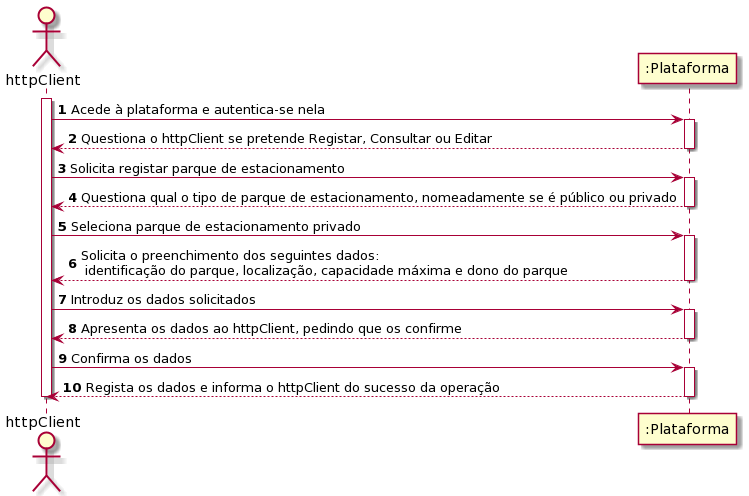 httpClient
:Plataforma
1 Acede à plataforma e autentica-se nela
2 Questiona o httpClient se pretende Registar, Consultar ou Editar
3 Solicita registar parque de estacionamento
4 Questiona qual o tipo de parque de estacionamento, nomeadamente se é público ou privado
5 Seleciona parque de estacionamento privado
6 Solicita o preenchimento dos seguintes dados:
identificação do parque, localização, capacidade máxima e dono do parque
7 Introduz os dados solicitados
8 Apresenta os dados ao httpClient, pedindo que os confirme
9 Confirma os dados
10 Regista os dados e informa o httpClient do sucesso da operação
httpClient
:Plataforma